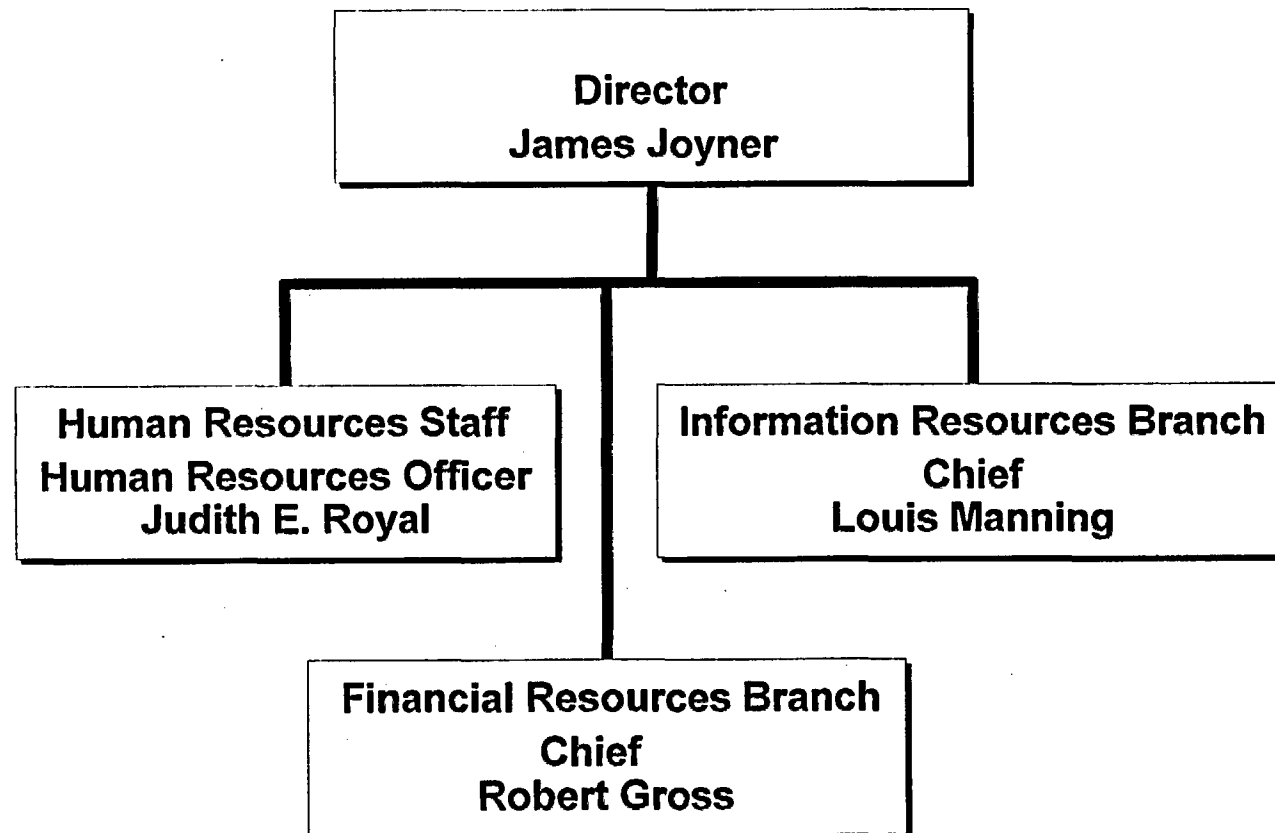 Director
James Joyner
Human Resources Staff
Human Resources Officer
Judith E. Royal
Information Resources Branch
Chief
Louis Manning
Financial Resources Branch
Chief
Robert Gross